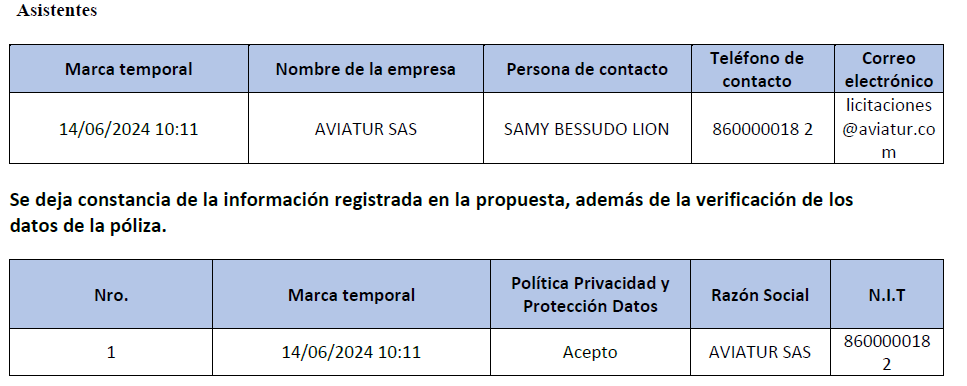 Asistentes
Marca temporal
Nombre de la empresa
Persona de contacto
Teléfono de
contacto
Correo
electrónico
14/06/2024 10:11
AVIATUR SAS
SAMY BESSUDO LION
860000018 2
licitaciones
@aviatur.co
m
Se deja constancia de la información registrada en la propuesta, además de la verificación de los
datos de la póliza.
Nro.
Marca temporal
Política Privacidad y
Protección Datos
Razón Social
N.I.T
1
14/06/2024 10:11
Acepto
AVIATUR SAS
860000018
2